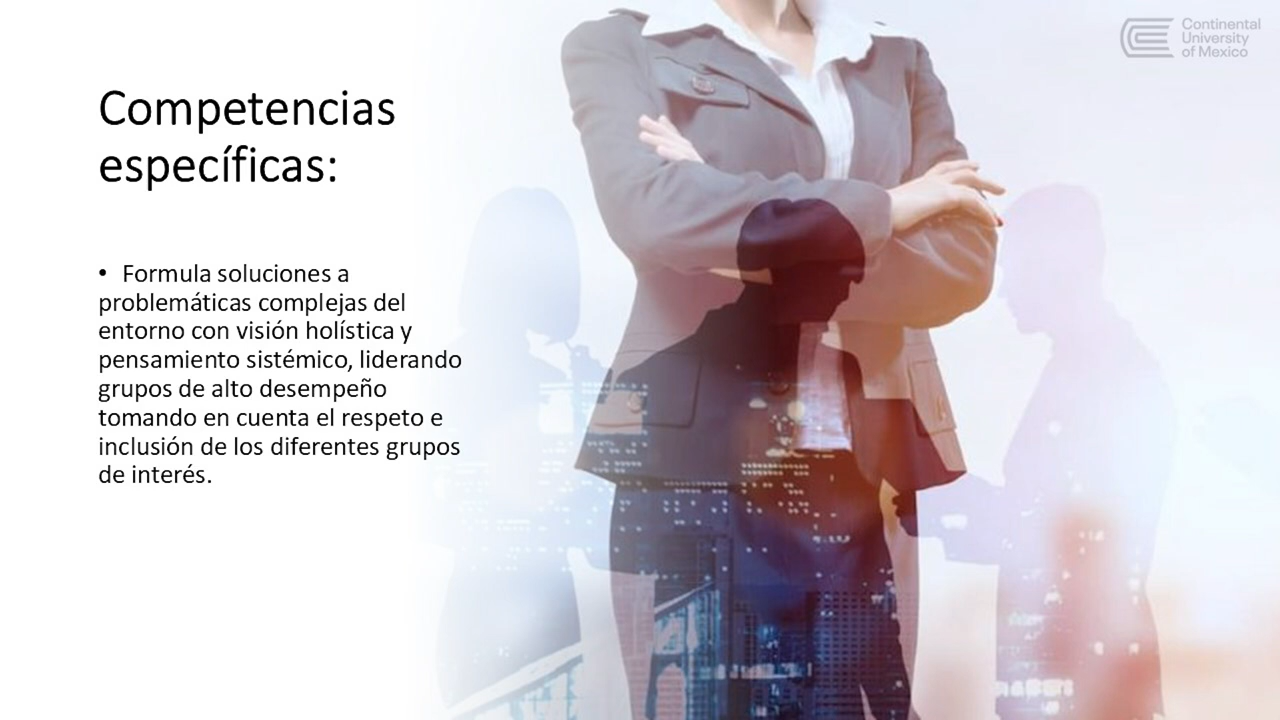 Continental
University
of Mexico
Competencias
específicas:
• Formula soluciones a
problemáticas complejas del
entorno con visión holística y
pensamiento sistémico, liderando
grupos de alto desempeño
tomando en cuenta el respeto e
inclusión de los diferentes grupos
de interés.